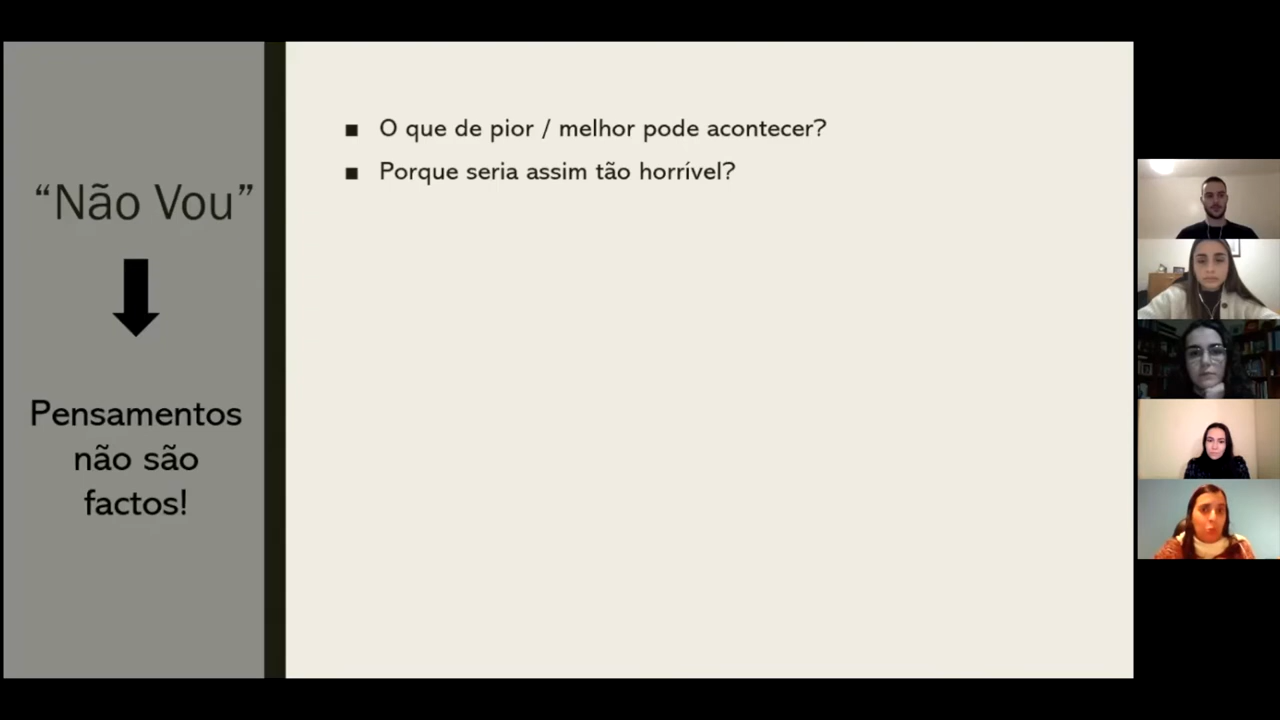 “Não Vou”
Pensamentos
não são
factos!
O que de pior / melhor pode acontecer?
Porque seria assim tão horrível?